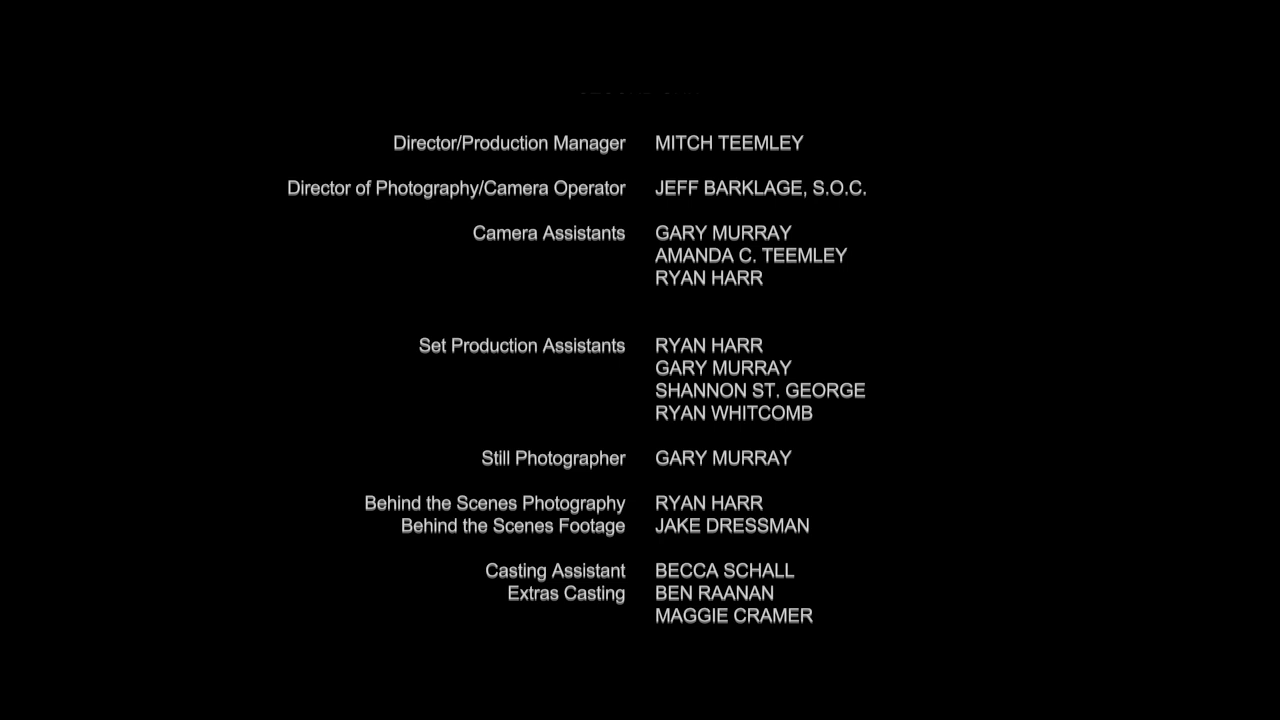 Director/Production Manager MITCH TEEMLEY
Director of Photography/Camera Operator JEFF BARKLAGE, S.O.C.
Camera Assistants GARY MURRAY
AMANDA C. TEEMLEY
RYAN HARR
Set Production Assistants RYAN HARR
GARY MURRAY
SHANNON ST. GEORGE
RYAN WHITCOMB
Still Photographer GARY MURRAY
Behind the Scenes Photography RYAN HARR
Behind the Scenes Footage JAKE DRESSMAN
Casting Assistant BECCA SCHALL
Extras Casting BEN RAANAN
MAGGIE CRAMER